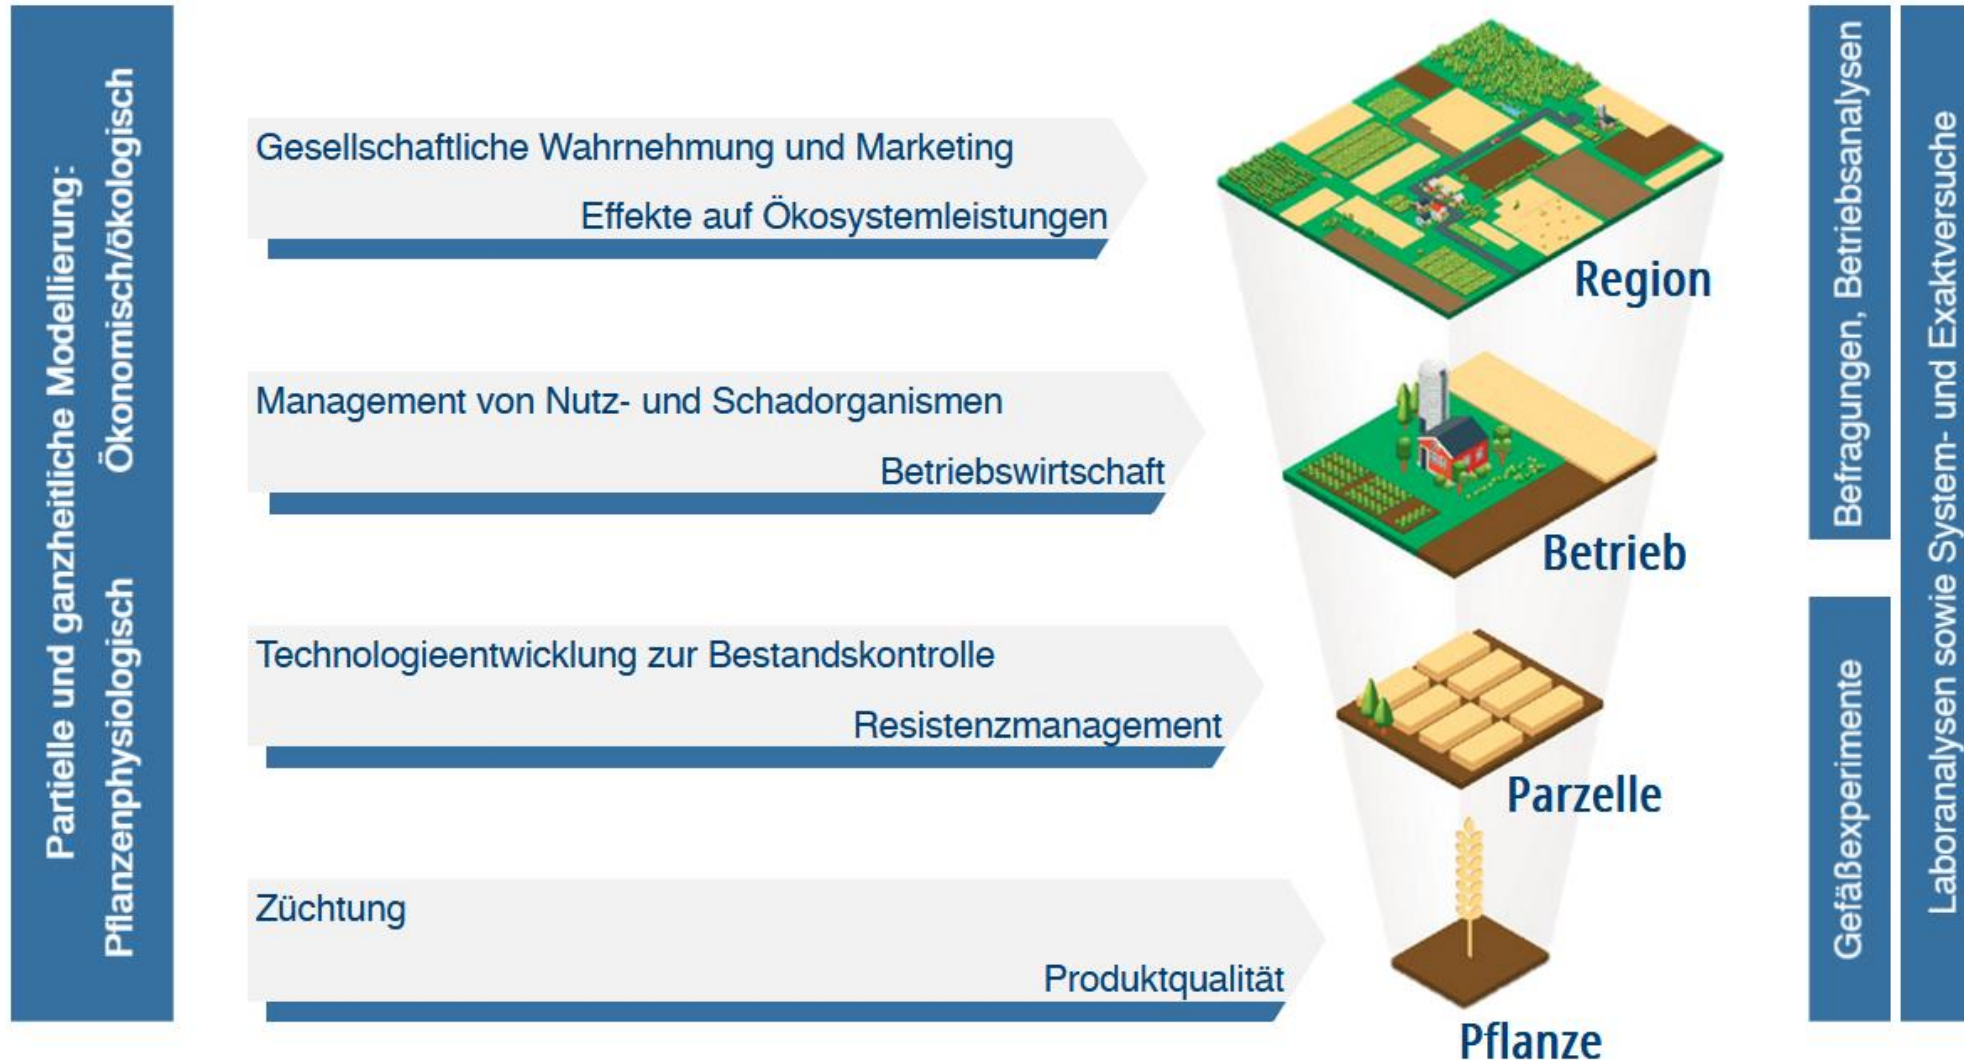 Partielle und ganzheitliche Modellierung:
Pflanzenphysiologisch Ökonomisch/ökologisch
Gesellschaftliche Wahrnehmung und Marketing
Effekte auf Ökosystemleistungen
Region
Management von Nutz- und Schadorganismen
Betriebswirtschaft
Betrieb
Technologieentwicklung zur Bestandskontrolle
Resistenzmanagement
Parzelle
Züchtung
Produktqualität
Pflanze
Befragungen, Betriebsanalysen
Gefäßexperimente
Laboranalysen sowie System- und Exaktversuche